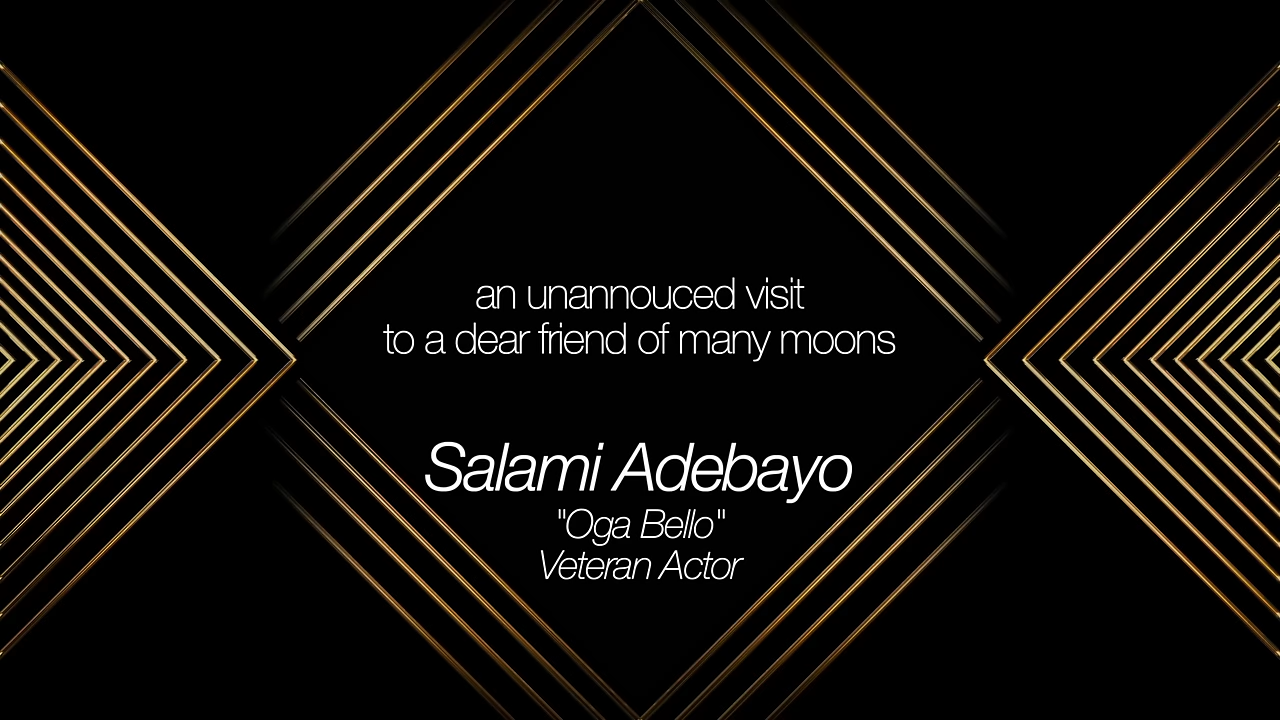 an unannouced visit
to a dear friend of many moons
Salami Adebayo
"Oga Bello"
Veteran Actor